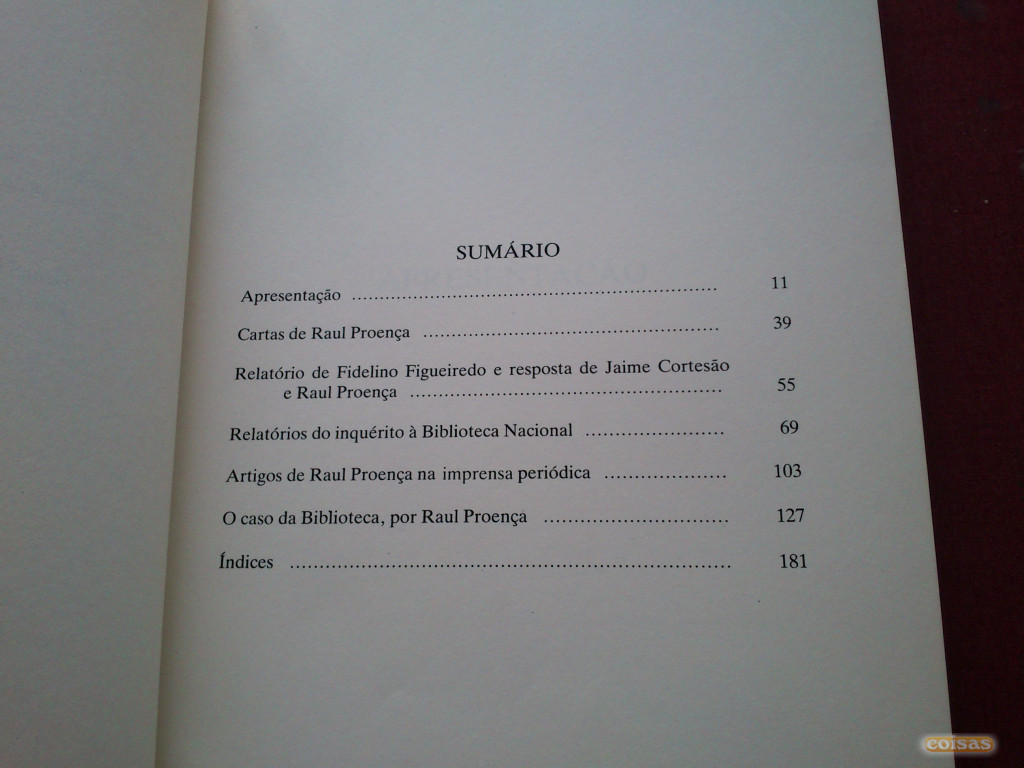 SUMÁRIO
Apresentação ............................................................ 11
Cartas de Raul Proença ................................................ 39
Relatório de Fidelino Figueiredo e resposta de Jaime Cortesão
e Raul Proença .................................................... 55
Relatórios do inquérito à Biblioteca Nacional ....................... 69
Artigos de Raul Proença na imprensa periódica .................... 103
O caso da Biblioteca, por Raul Proença .............................. 127
Índices ........................................................................ 181
APRESENTAÇÃO
coisas